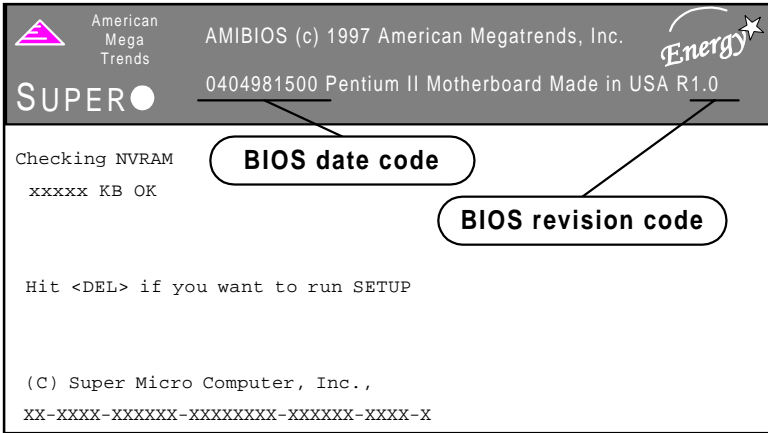 American
Mega
Trends
AMIBIOS (c) 1997 American Megatrends, Inc.
Energy
SUPER
0404981500 Pentium II Motherboard Made in USA R1.0
Checking NVRAM
xxxxx KB OK
BIOS date code
BIOS revision code
Hit <DEL> if you want to run SETUP
(C) Super Micro Computer, Inc.,
XX-XXXX-XXXXXX-XXXXXXXX-XXXXXX-XXXX-X